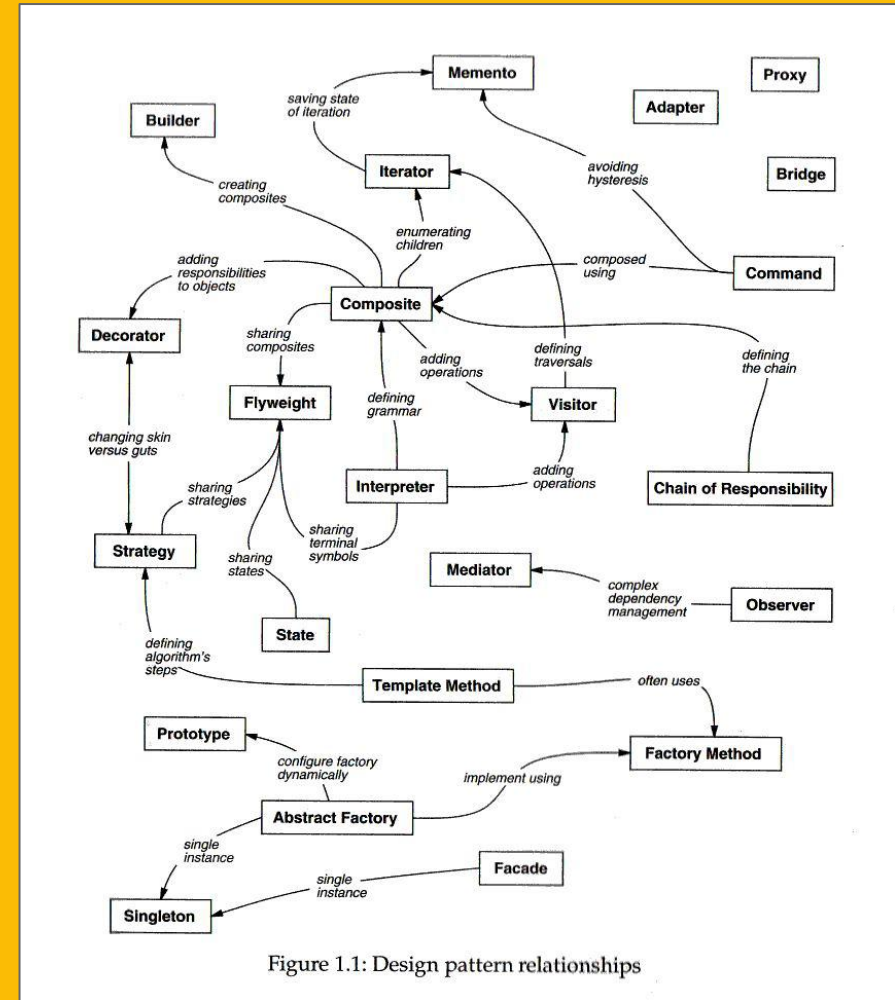 Memento
Proxy
Adapter
saving state
of iteration
Builder
Iterator
avoiding
hysteresis
Bridge
creating
composites
enumerating
children
adding
responsibilities
to objects
composed
using
Command
Composite
Decorator
sharing
composites
adding
operations
defining
traversals
defining
the chain
Flyweight
defining
grammar
Visitor
changing skin
versus guts
sharing
strategies
Interpreter
adding
operations
Chain of Responsibility
sharing
terminal
symbols
Strategy
sharing
states
Mediator
complex
dependency
management
Observer
State
defining
algorithm's
steps
Template Method
often uses
Prototype
Factory Method
configure factory
dynamically
implement using
Abstract Factory
single
instance
Facade
single
instance
Singleton
Figure 1.1: Design pattern relationships